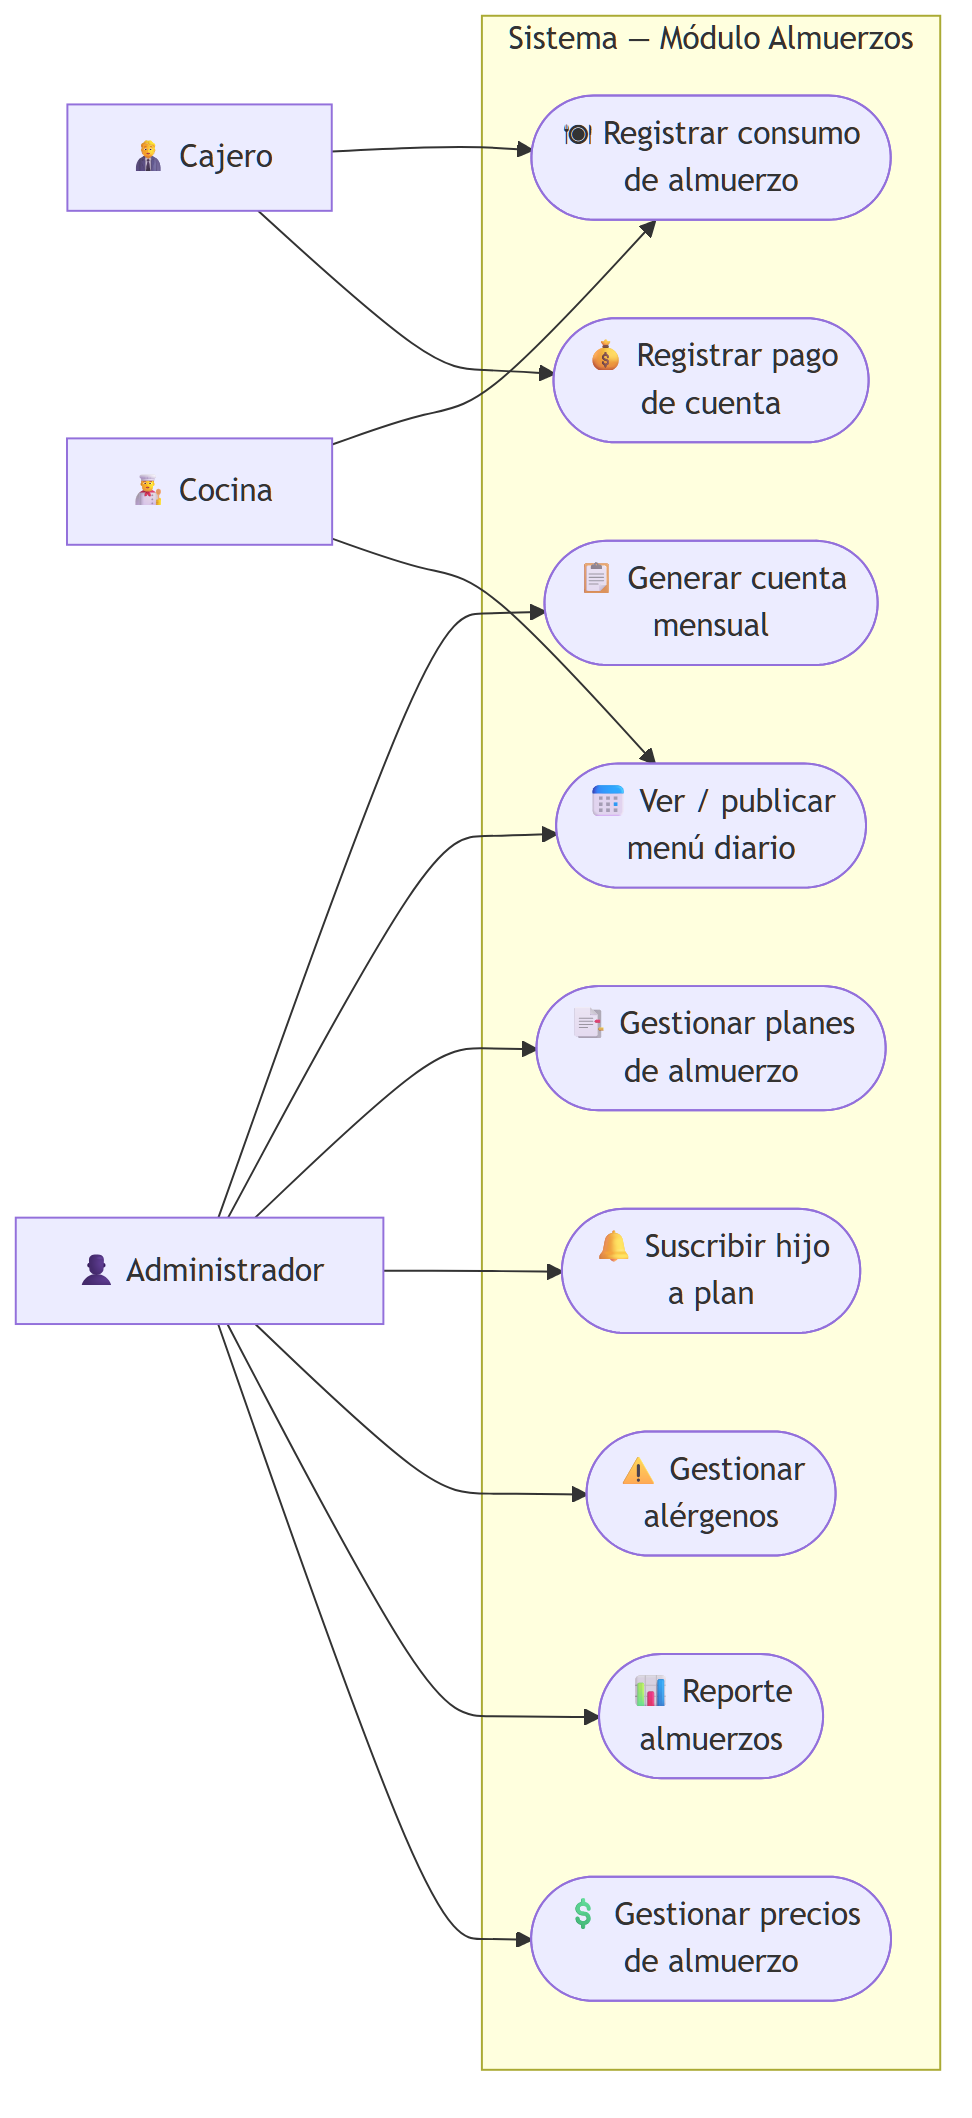 Sistema — Módulo Almuerzos
Cajero
Registrar consumo
de almuerzo
Registrar pago
de cuenta
Cocina
Generar cuenta
mensual
Ver / publicar
menú diario
Gestionar planes
de almuerzo
Administrador
Suscribir hijo
a plan
Gestionar
alérgenos
Reporte
almuerzos
Gestionar precios
de almuerzo